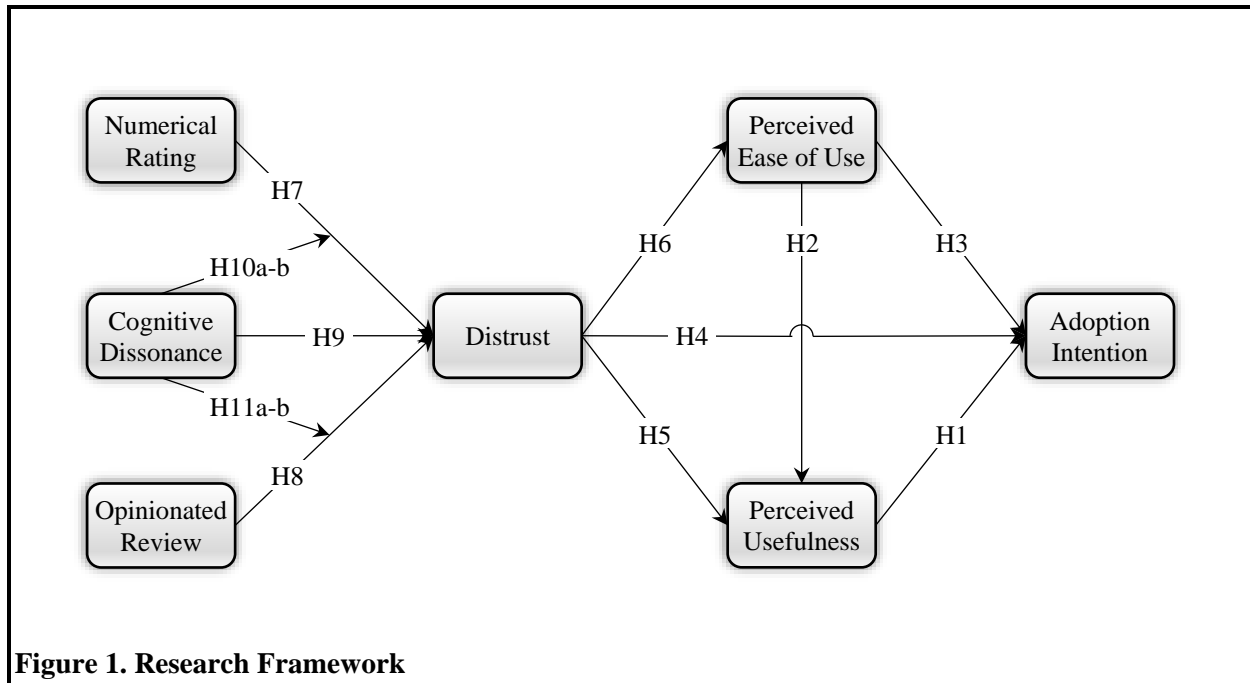 Numerical
Rating
Perceived
Ease of Use
H7
H6
H2
H3
H10a-b
Cognitive
Dissonance
H9
Distrust
H4
Adoption
Intention
H11a-b
H5
H1
H8
Opinionated
Review
Perceived
Usefulness
Figure 1. Research Framework